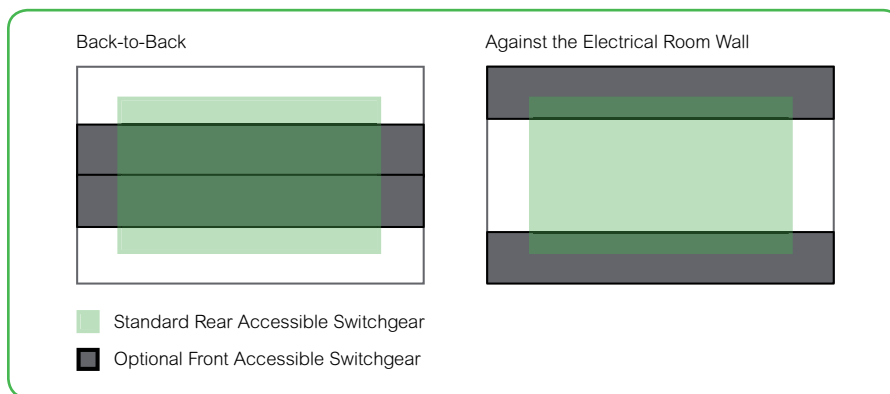 Back-to-Back
Against the Electrical Room Wall
Standard Rear Accessible Switchgear
Optional Front Accessible Switchgear